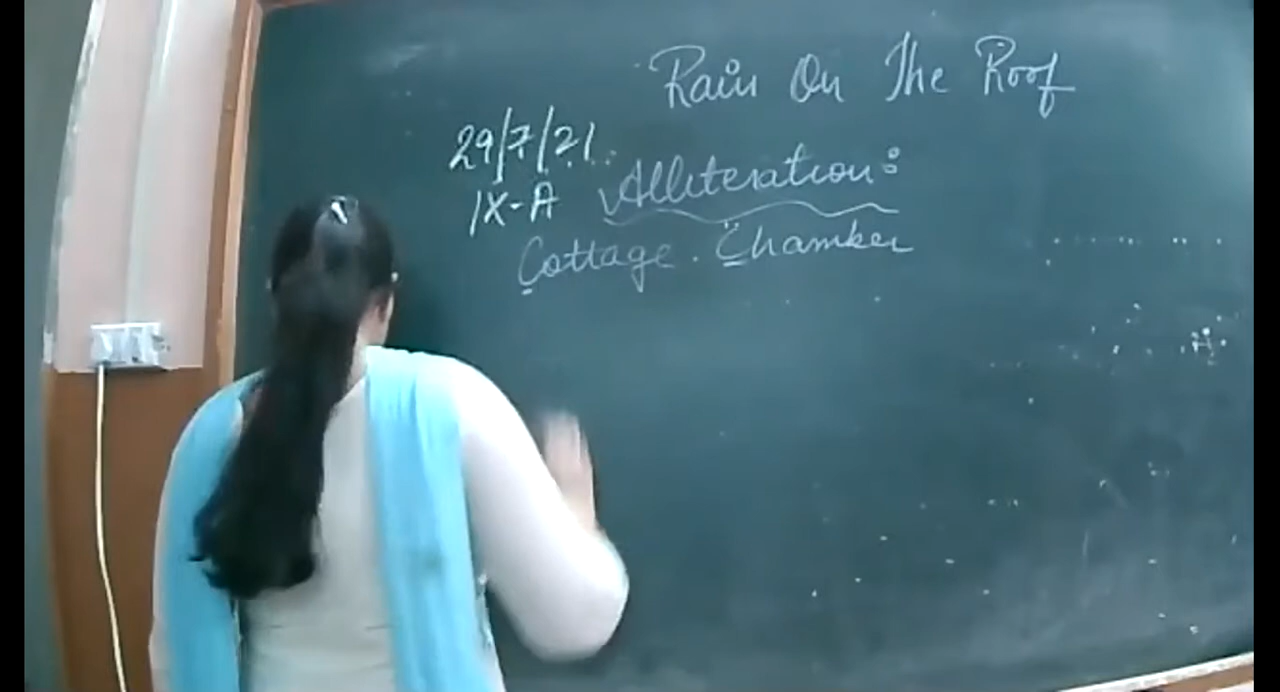 Rain On The Roof
29/7/21.
IX-A Alliteration:
Cottage. Chamber